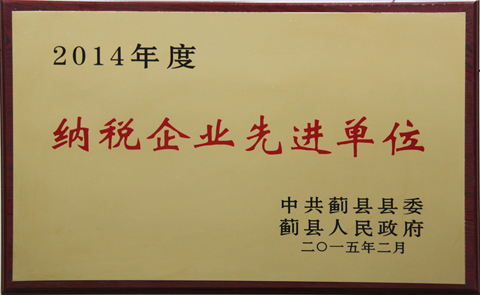 2014年度
纳税企业先进单位
中共蓟县县委
蓟县人民政府
二〇一五年二月